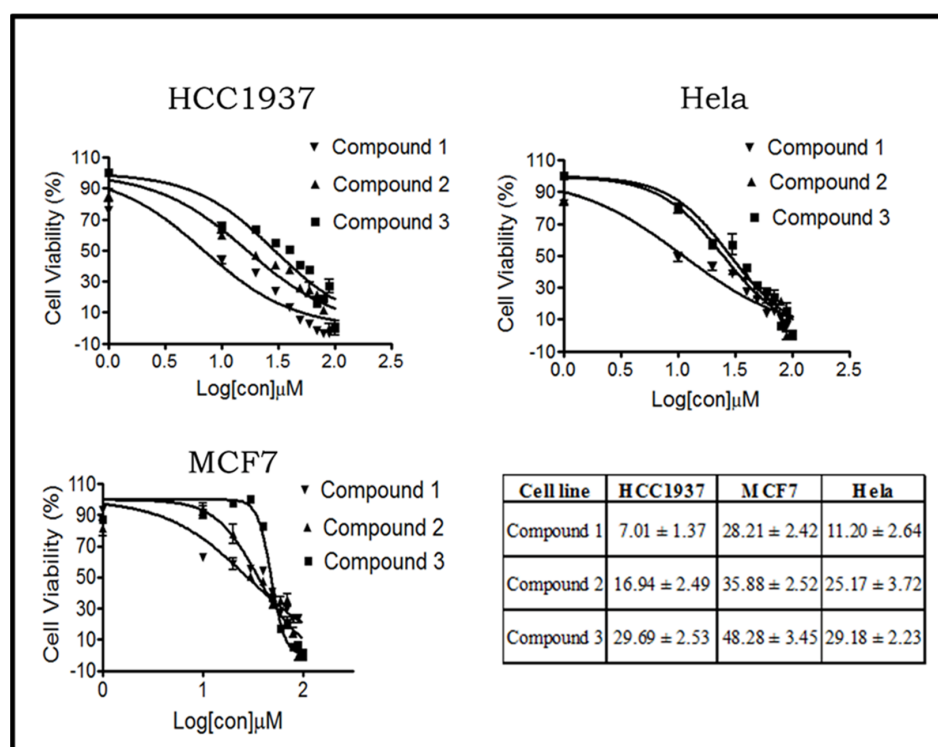 HCC1937
Compound 1
Compound 2
Compound 3
Cell Viability (%)
110
90
70
50
30
10
-10
0.0 0.5 1.0 1.5 2.0 2.5
Log[con]μM
Hela
Compound 1
Compound 2
Compound 3
Cell Viability (%)
110
90
70
50
30
10
-10
0.0 0.5 1.0 1.5 2.0 2.5
Log[con]μM
MCF7
Compound 1
Compound 2
Compound 3
Cell Viability (%)
110
90
70
50
30
10
-10
0 1 2
Log[con]μM
Cell line HCC1937 MCF7 Hela
Compound 1 7.01 ± 1.37 28.21 ± 2.42 11.20 ± 2.64
Compound 2 16.94 ± 2.49 35.88 ± 2.52 25.17 ± 3.72
Compound 3 29.69 ± 2.53 48.28 ± 3.45 29.18 ± 2.23